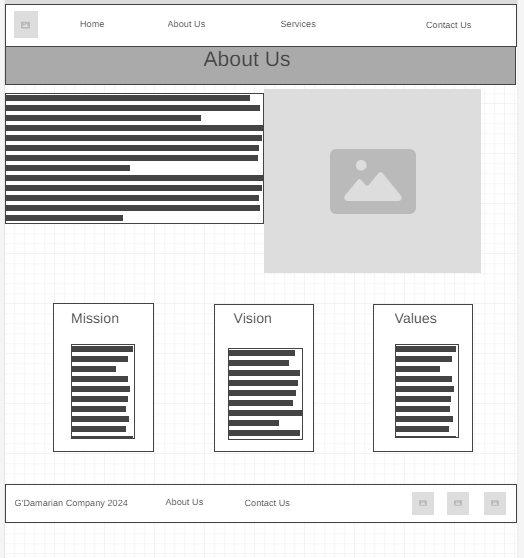 Home About Us Services Contact Us
About Us
Mission Vision Values
G'Damarian Company 2024 About Us Contact Us